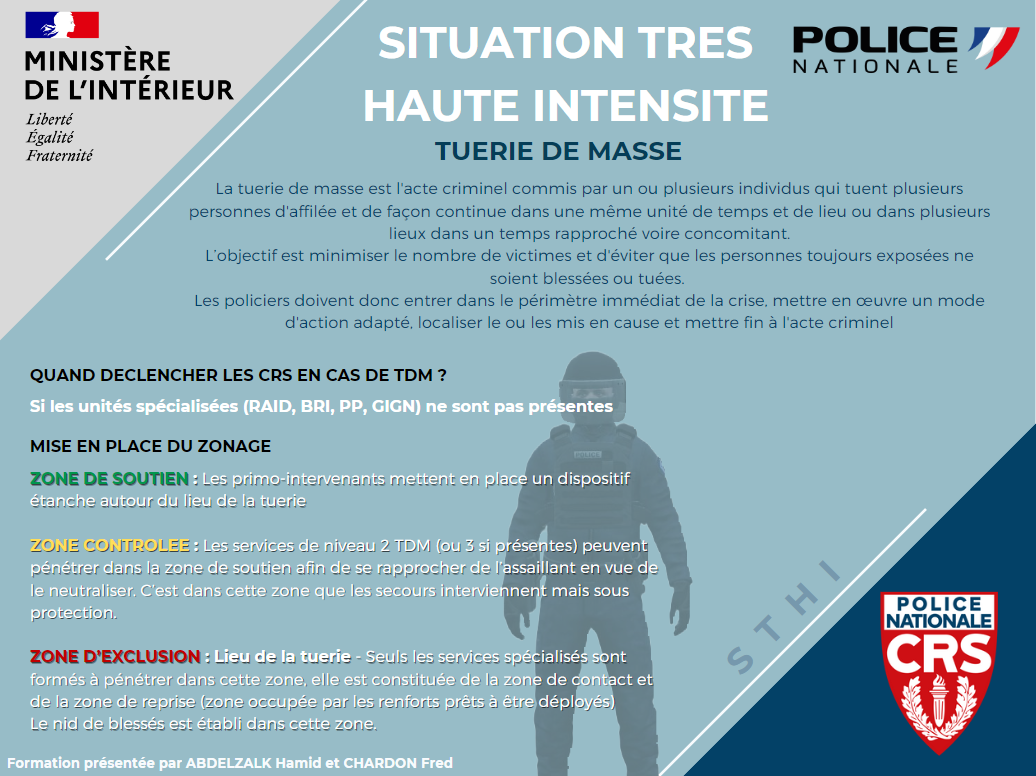 MINISTÈRE
DE L'INTÉRIEUR
Liberté
Égalité
Fraternité
SITUATION TRES
HAUTE INTENSITE
POLICE
NATIONALE
TUERIE DE MASSE
La tuerie de masse est l'acte criminel commis par un ou plusieurs individus qui tuent plusieurs
personnes d'affilée et de façon continue dans une même unité de temps et de lieu ou dans plusieurs
lieux dans un temps rapproché voire concomitant.
L'objectif est minimiser le nombre de victimes et d'éviter que les personnes toujours exposées ne
soient blessées ou tuées.
Les policiers doivent donc entrer dans le périmètre immédiat de la crise, mettre en œuvre un mode
d'action adapté, localiser le ou les mis en cause et mettre fin à l'acte criminel
QUAND DECLENCHER LES CRS EN CAS DE TDM ?
Si les unités spécialisées (RAID, BRI, PP, GIGN) ne sont pas présentes
MISE EN PLACE DU ZONAGE
ZONE DE SOUTIEN : Les primo-intervenants mettent en place un dispositif
étanche autour du lieu de la tuerie
ZONE CONTROLEE : Les services de niveau 2 TDM (ou 3 si présentes) peuvent
pénétrer dans la zone de soutien afin de se rapprocher de l'assaillant en vue de
le neutraliser. C'est dans cette zone que les secours interviennent mais sous
protection.
ZONE D'EXCLUSION : Lieu de la tuerie - Seuls les services spécialisés sont
formés à pénétrer dans cette zone, elle est constituée de la zone de contact et
de la zone de reprise (zone occupée par les renforts prêts à être déployés)
Le nid de blessés est établi dans cette zone.
POLICE
STHI
POLICE
NATIONALE
CRS
Formation présentée par ABDELZALK Hamid et CHARDON Fred